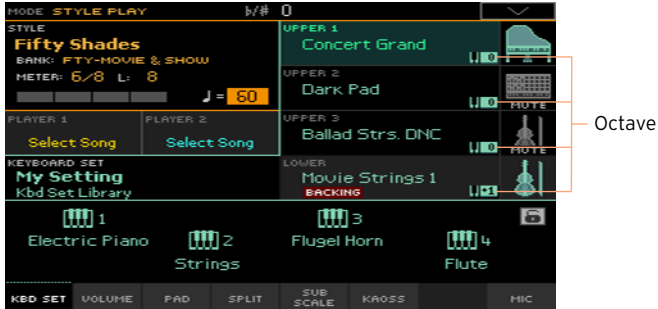 MODE STYLE PLAY ♭/# 0
STYLE
Fifty Shades
BANK: FTY-MOVIE & SHOW
METER: 6/8 L: 8
♩ = 60
PLAYER 1 PLAYER 2
Select Song Select Song
KEYBOARD SET
My Setting
Kbd Set Library
UPPER 1
Concert Grand
0
UPPER 2
Dark Pad
0 MUTE
UPPER 3
Ballad Strs. DNC
0 MUTE
LOWER
Movie Strings 1
BACKING +1
Octave
1 3
Electric Piano 2 Flugel Horn 4
Strings Flute
KBD SET VOLUME PAD SPLIT SUB SCALE KAOSS MIC